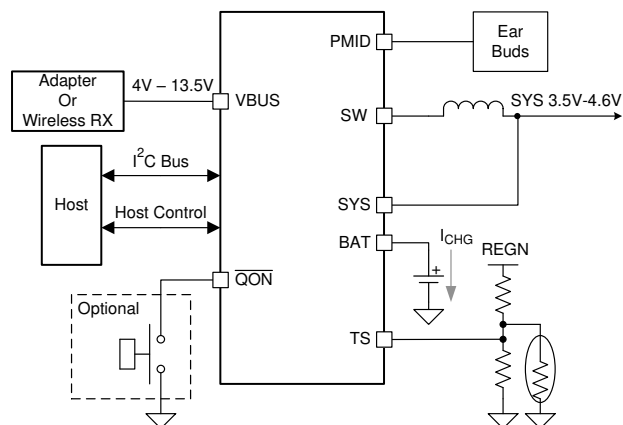 PMID
Ear
Buds
Adapter
Or
Wireless RX
4V – 13.5V
VBUS
SW
SYS 3.5V-4.6V
I²C Bus
Host
Host Control
SYS
BAT
I_CHG
REGN
+
QON
Optional
TS